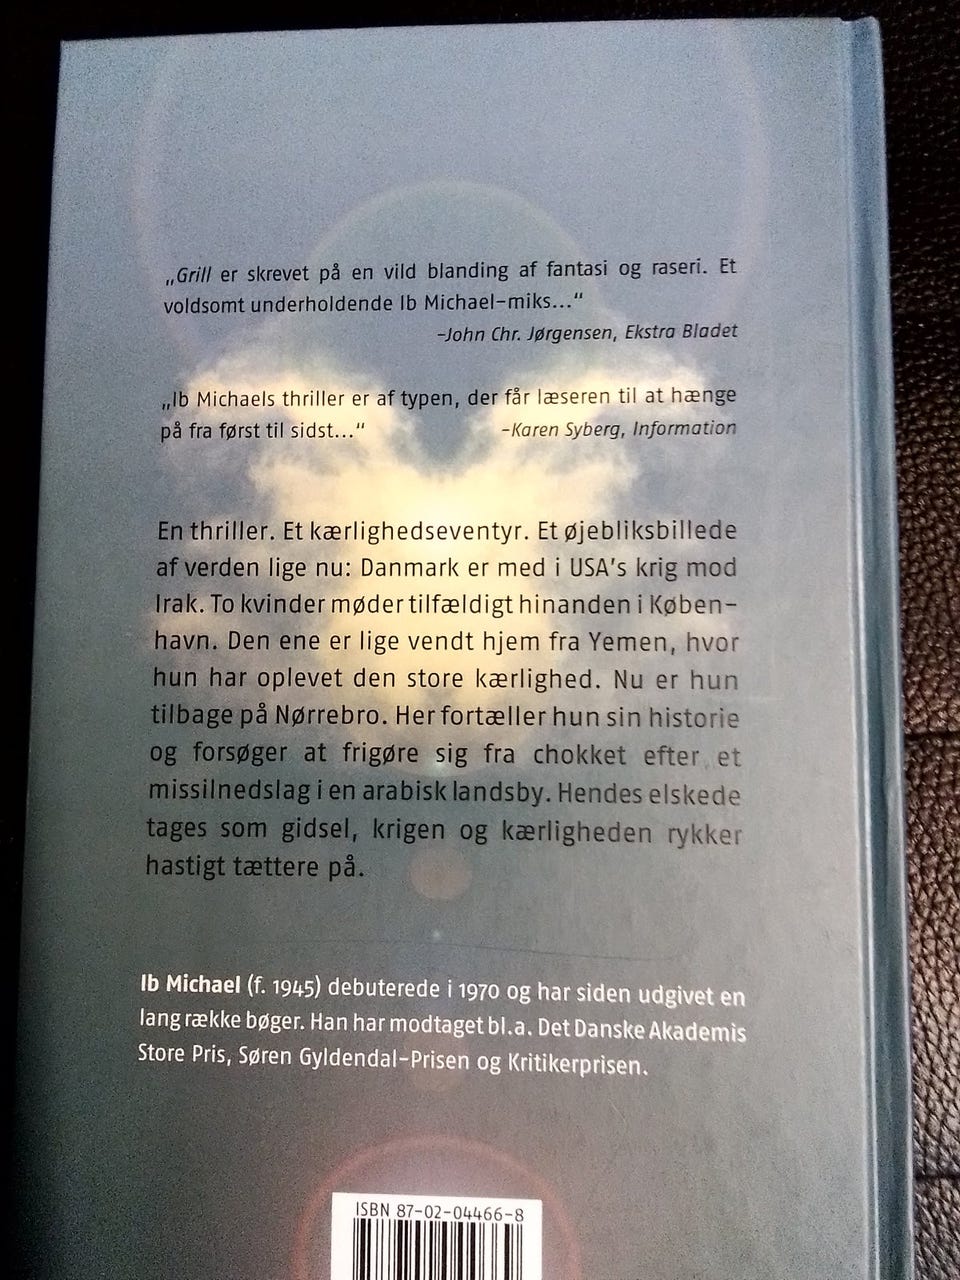 „Grill er skrevet på en vild blanding af fantasi og raseri. Et
voldsomt underholdende Ib Michael-miks...“
-John Chr. Jørgensen, Ekstra Bladet
„Ib Michaels thriller er af typen, der får læseren til at hænge
på fra først til sidst...“ -Karen Syberg, Information
En thriller. Et kærlighedseventyr. Et øjebliksbillede
af verden lige nu: Danmark er med i USA's krig mod
Irak. To kvinder møder tilfældigt hinanden i Køben-
havn. Den ene er lige vendt hjem fra Yemen, hvor
hun har oplevet den store kærlighed. Nu er hun
tilbage på Nørrebro. Her fortæller hun sin historie
og forsøger at frigøre sig fra chokket efter et
missilnedslag i en arabisk landsby. Hendes elskede
tages som gidsel, krigen og kærligheden rykker
hastigt tættere på.
Ib Michael (f. 1945) debuterede i 1970 og har siden udgivet en
lang række bøger. Han har modtaget bl.a. Det Danske Akademis
Store Pris, Søren Gyldendal-Prisen og Kritikerprisen.
ISBN 87-02-04466-8